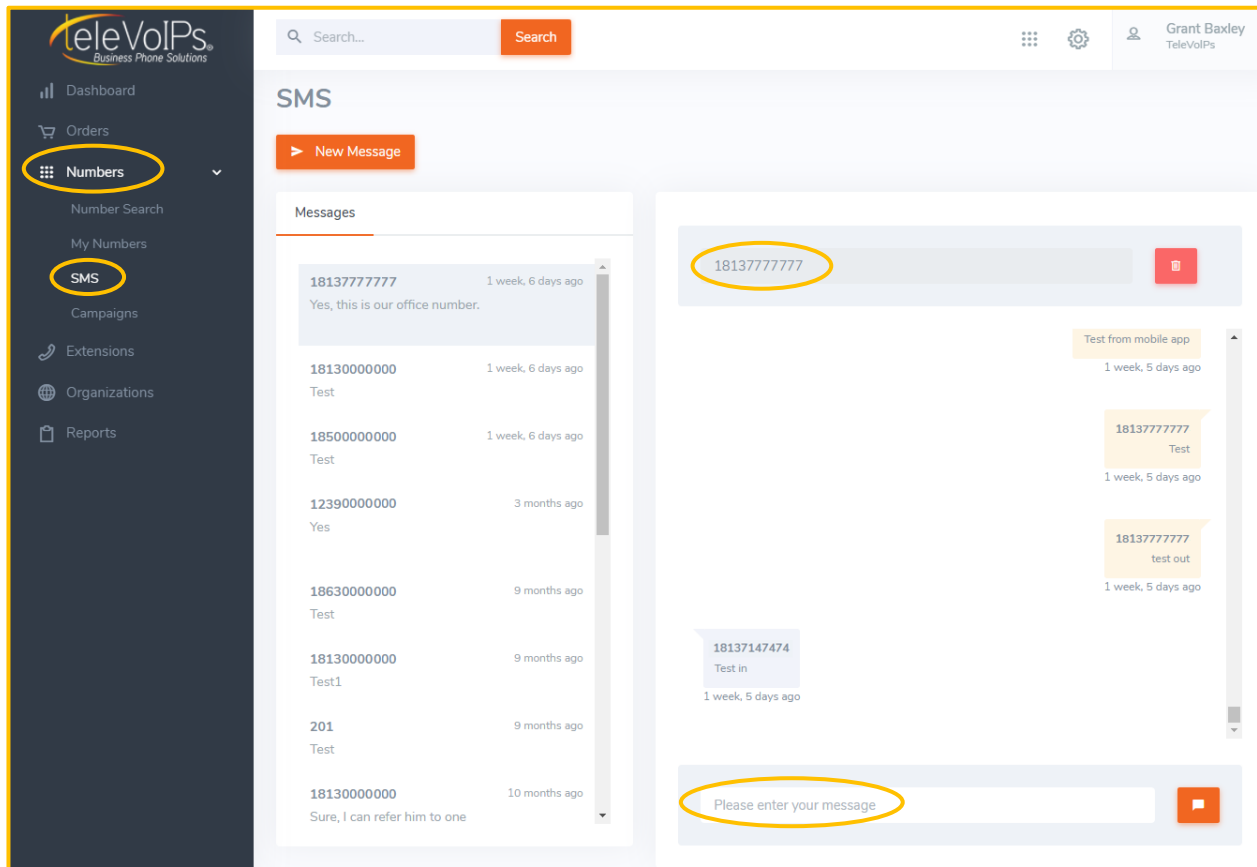 teleVoIPs®
Business Phone Solutions
Search...
Search
Grant Baxley
TeleVoIPs
Dashboard
Orders
Numbers
Number Search
My Numbers
SMS
Campaigns
Extensions
Organizations
Reports
SMS
New Message
Messages
18137777777 1 week, 6 days ago
Yes, this is our office number.
18130000000 1 week, 6 days ago
Test
18500000000 1 week, 6 days ago
Test
12390000000 3 months ago
Yes
18630000000 9 months ago
Test
18130000000 9 months ago
Test1
201 9 months ago
Test
18130000000 10 months ago
Sure, I can refer him to one
18137777777
Test from mobile app
1 week, 5 days ago
18137777777
Test
1 week, 5 days ago
18137777777
test out
1 week, 5 days ago
18137147474
Test in
1 week, 5 days ago
Please enter your message